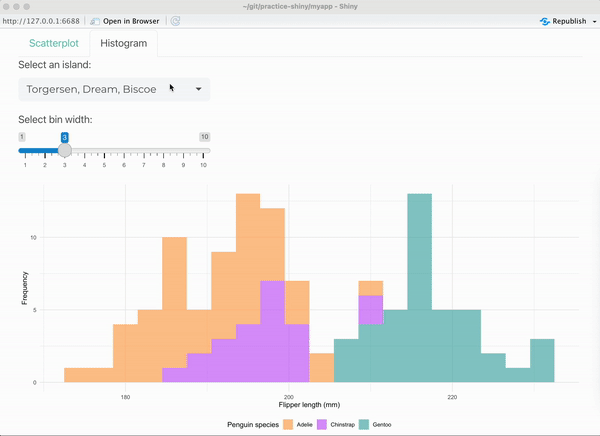 ~/git/practice-shiny/myapp - Shiny
http://127.0.0.1:6688 Open in Browser Republish
Scatterplot Histogram
Select an island:
Torgersen, Dream, Biscoe
Select bin width:
1 3 10
1 2 3 4 5 6 7 8 9 10
10
5
0
Frequency
180 200 220
Flipper length (mm)
Penguin species Adelie Chinstrap Gentoo